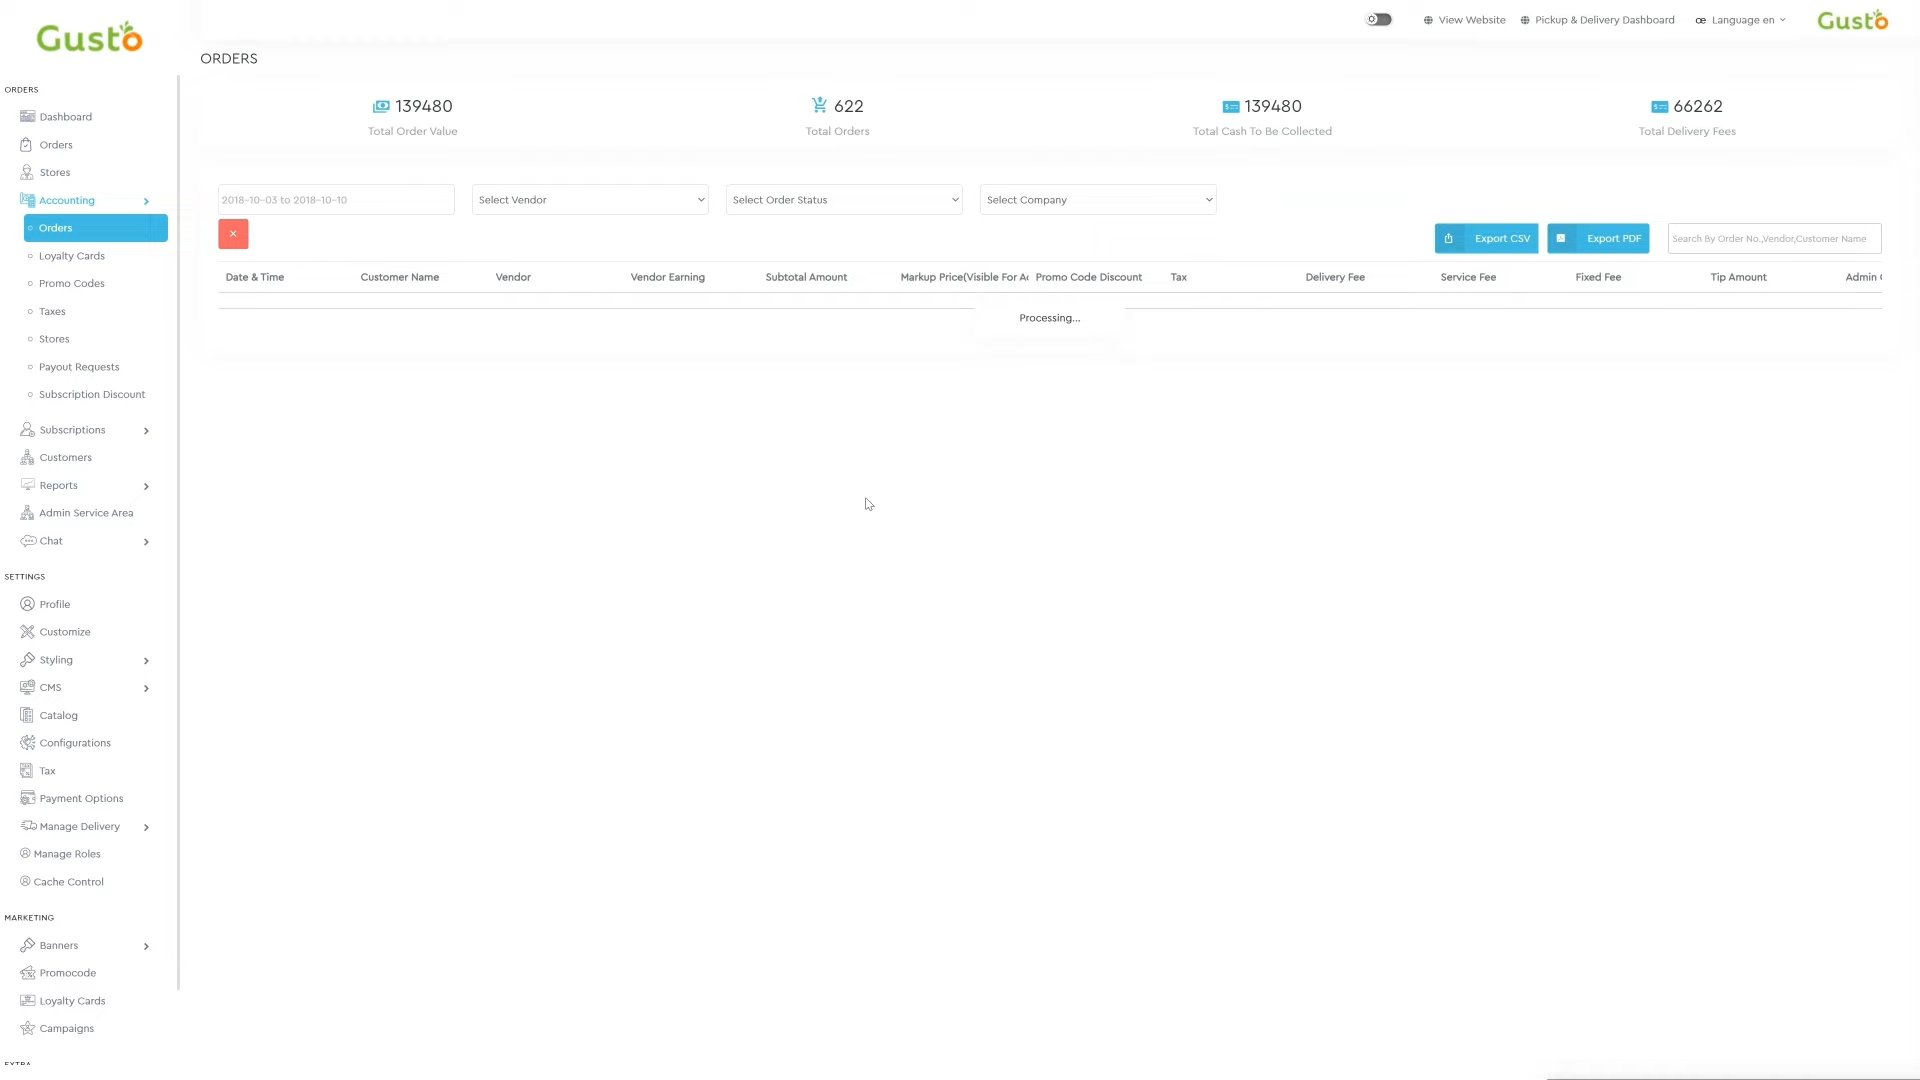 Gusto
View Website
Pickup & Delivery Dashboard
Language en
Gusto
ORDERS
139480
Total Order Value
622
Total Orders
139480
Total Cash To Be Collected
66262
Total Delivery Fees
2018-10-03 to 2018-10-10
Select Vendor
Select Order Status
Select Company
×
Export CSV
Export PDF
Search By Order No.,Vendor,Customer Name
Date & Time
Customer Name
Vendor
Vendor Earning
Subtotal Amount
Markup Price(Visible For Ac
Promo Code Discount
Tax
Delivery Fee
Service Fee
Fixed Fee
Tip Amount
Admin
Processing...
ORDERS
Dashboard
Orders
Stores
Accounting
Orders
Loyalty Cards
Promo Codes
Taxes
Stores
Payout Requests
Subscription Discount
Subscriptions
Customers
Reports
Admin Service Area
Chat
SETTINGS
Profile
Customize
Styling
CMS
Catalog
Configurations
Tax
Payment Options
Manage Delivery
Manage Roles
Cache Control
MARKETING
Banners
Promocode
Loyalty Cards
Campaigns
EXTRA